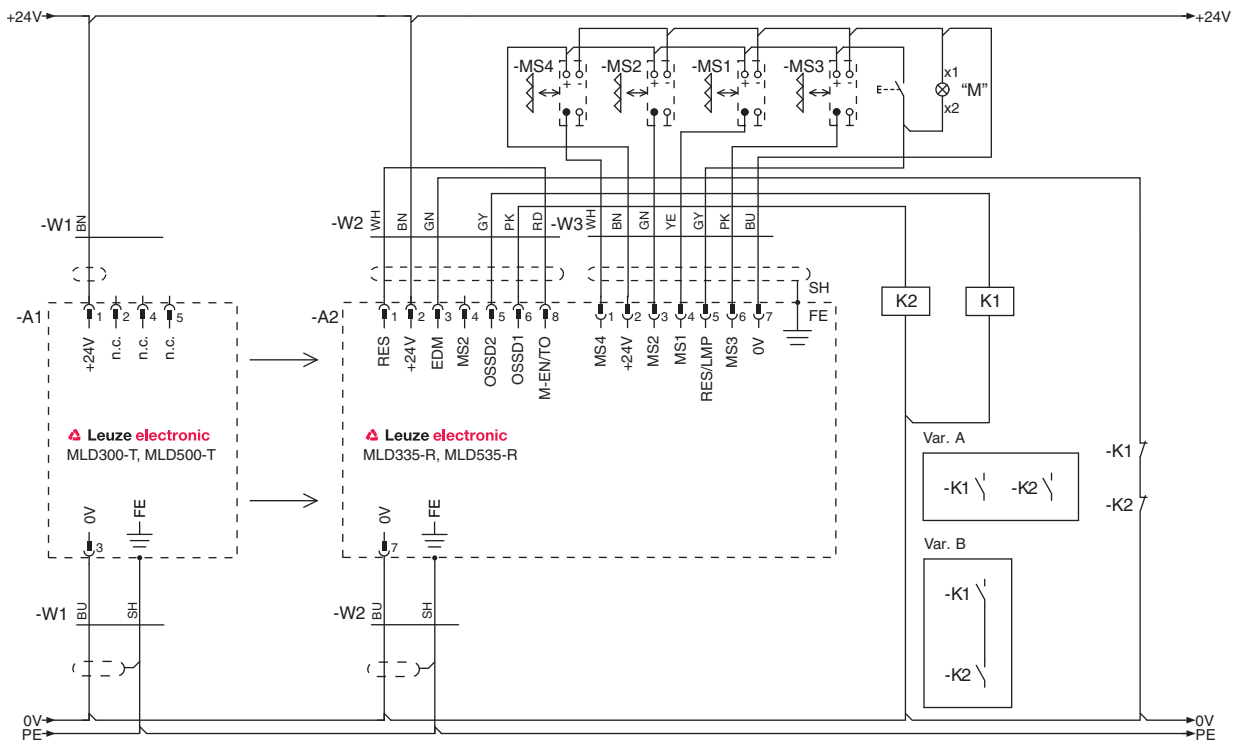 +24V +24V
-MS4 -MS2 -MS1 -MS3
+ - + - + - + -
E x1 "M"
x2
-W1 BN
-W2 WH BN GN GY PK RD
-W3 WH BN GN YE GY PK BU
SH
-A1 1 2 4 5
-A2 1 2 3 4 5 6 8
1 2 3 4 5 6 7 FE
K2 K1
+24V n.c. n.c. n.c.
RES +24V EDM MS2 OSSD2 OSSD1 M-EN/TO
MS4 +24V MS2 MS1 RES/LMP MS3 0V
Leuze electronic
MLD300-T, MLD500-T
Leuze electronic
MLD335-R, MLD535-R
Var. A
-K1 -K2
-K1
-K2
0V FE
3
0V FE
7
Var. B
-K1
-K2
-W1 BU SH
-W2 BU SH
0V 0V
PE PE